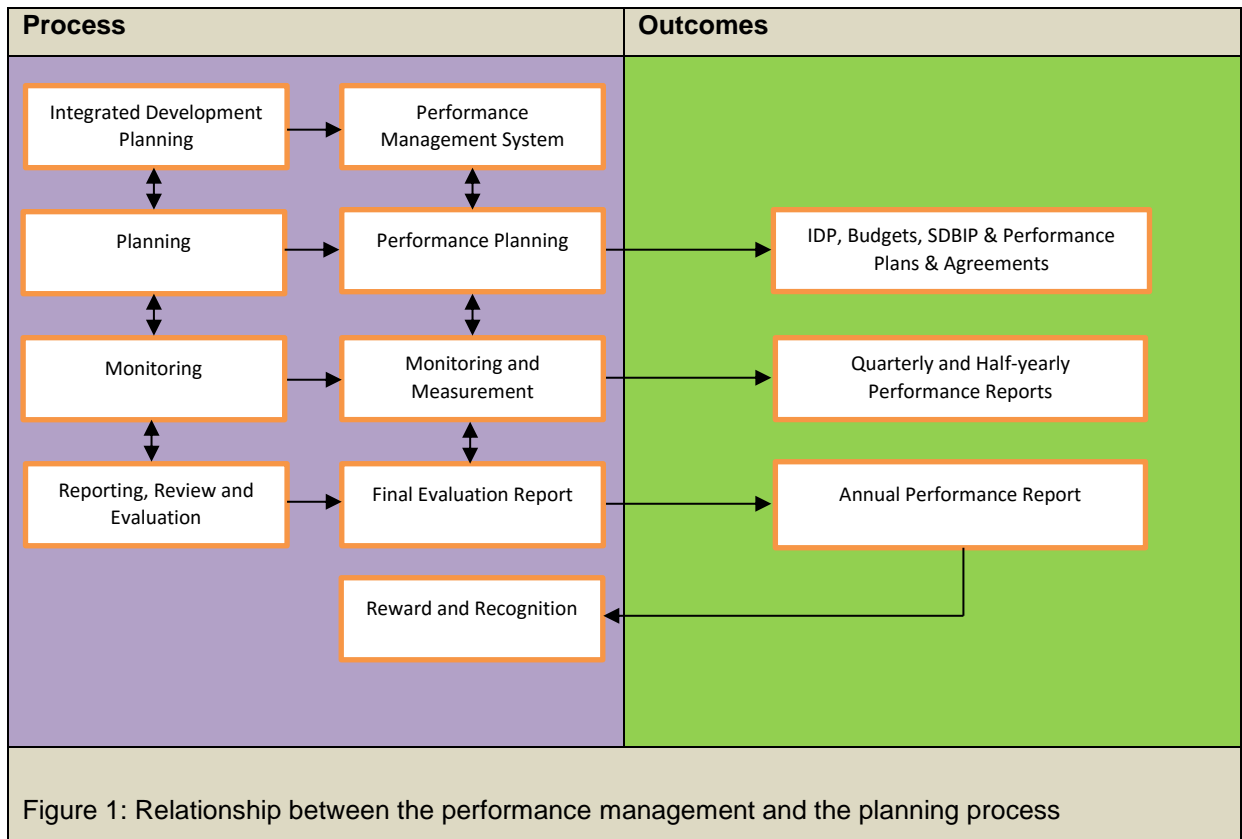 Process
Outcomes
Integrated Development
Planning
Performance
Management System
Planning
Performance Planning
IDP, Budgets, SDBIP & Performance
Plans & Agreements
Monitoring
Monitoring and
Measurement
Quarterly and Half-yearly
Performance Reports
Reporting, Review and
Evaluation
Final Evaluation Report
Annual Performance Report
Reward and Recognition
Figure 1: Relationship between the performance management and the planning process